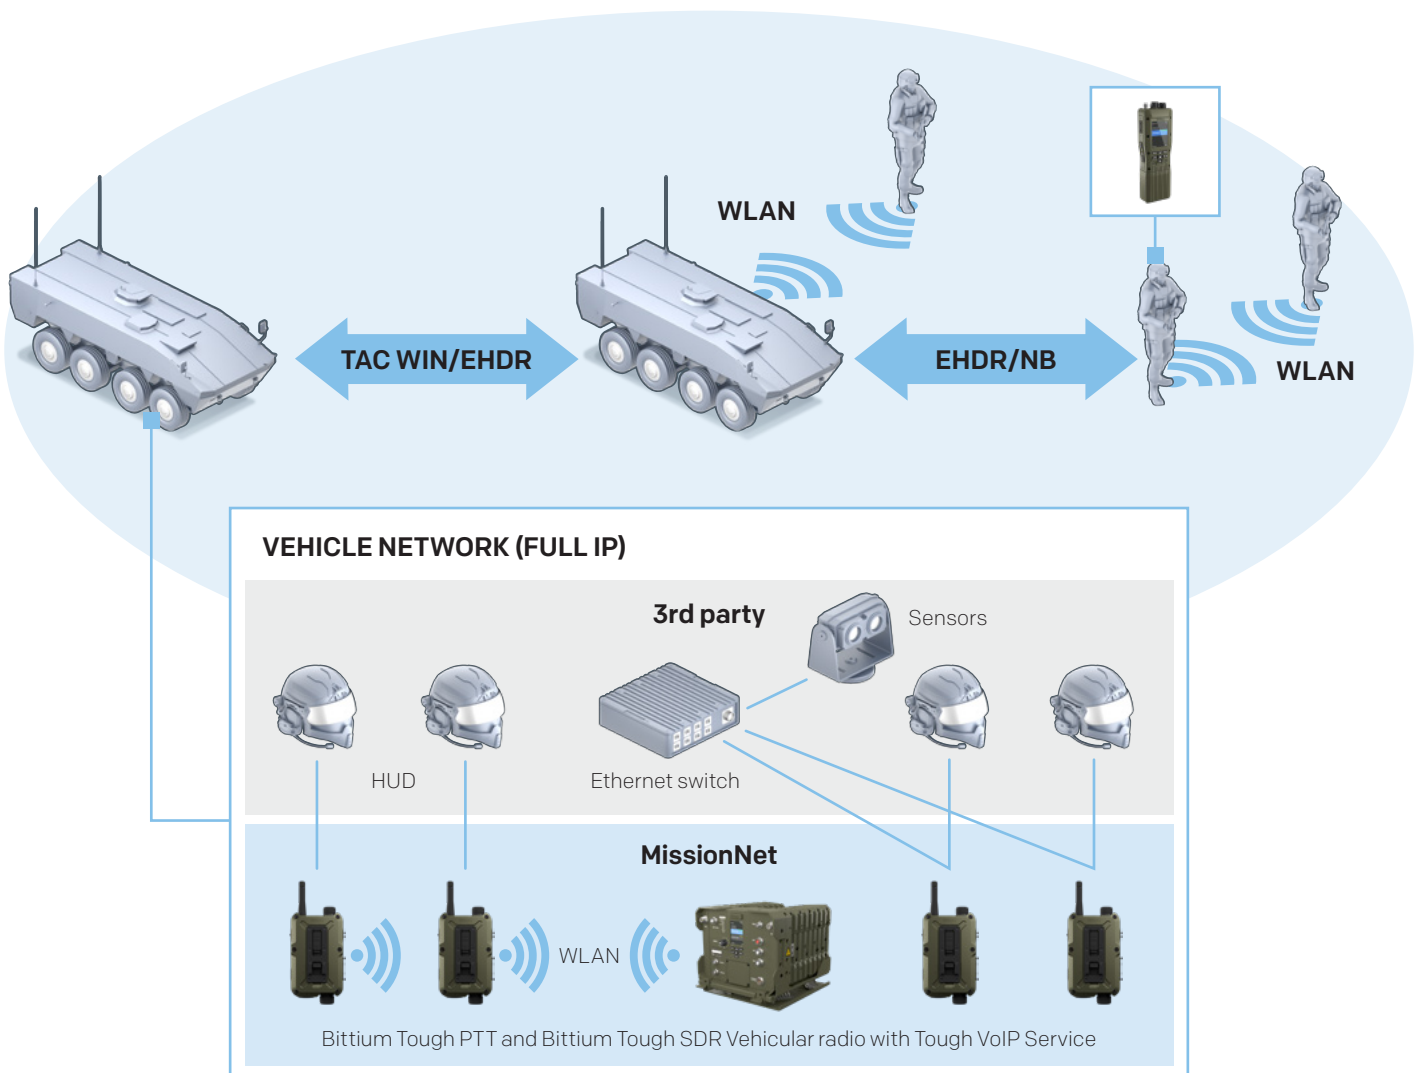 WLAN
TAC WIN/EHDR
EHDR/NB
WLAN
VEHICLE NETWORK (FULL IP)
3rd party
Sensors
HUD
Ethernet switch
MissionNet
WLAN
Bittium Tough PTT and Bittium Tough SDR Vehicular radio with Tough VoIP Service